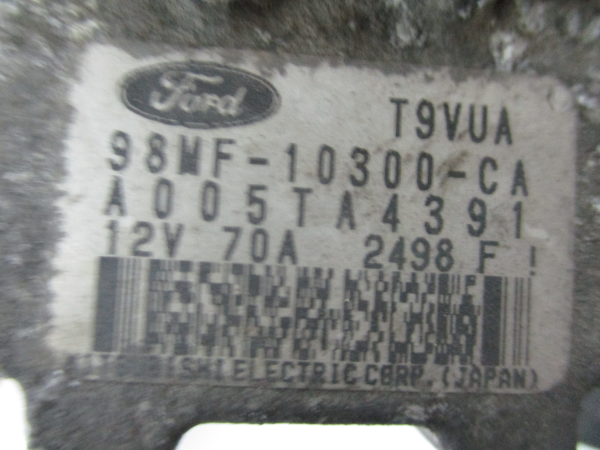 Ford
T9VUA
98MF-10300-CA
A005TA4391
12V 70A 2498 F !
ELECTRIC CORP. (JAPAN)